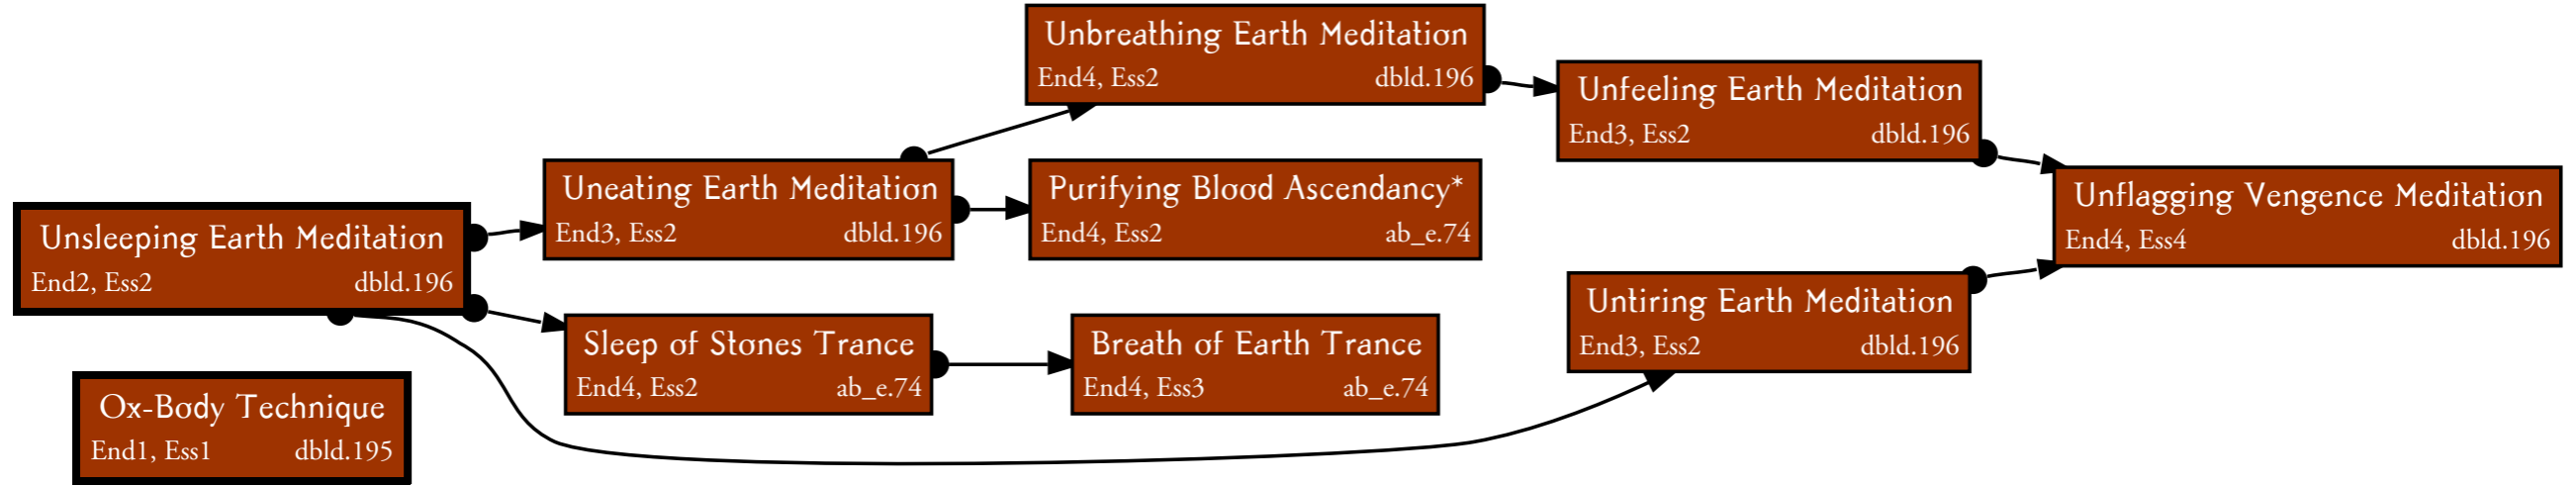 Unbreathing Earth Meditation
End4, Ess2 dbld.196
Unfeeling Earth Meditation
End3, Ess2 dbld.196
Uneating Earth Meditation
End3, Ess2 dbld.196
Purifying Blood Ascendancy*
End4, Ess2 ab_e.74
Unflagging Vengence Meditation
End4, Ess4 dbld.196
Unsleeping Earth Meditation
End2, Ess2 dbld.196
Untiring Earth Meditation
End3, Ess2 dbld.196
Sleep of Stones Trance
End4, Ess2 ab_e.74
Breath of Earth Trance
End4, Ess3 ab_e.74
Ox-Body Technique
End1, Ess1 dbld.195